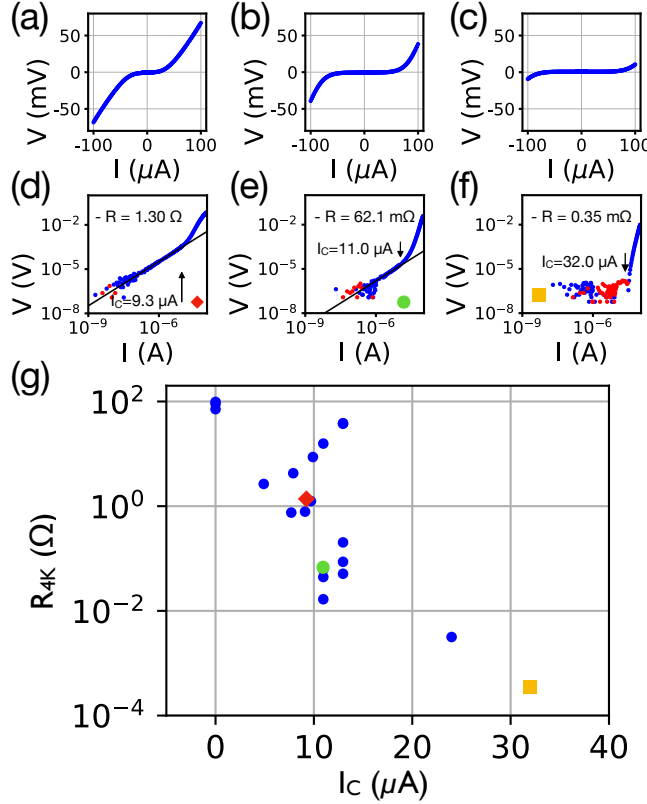 (a) (b) (c)
V (mV) 50 0 -50 V (mV) 50 0 -50 V (mV) 50 0 -50
-100 0 100 -100 0 100 -100 0 100
I (μA) I (μA) I (μA)
(d) (e) (f)
V (V) 10⁻² 10⁻⁵ 10⁻⁸ - R = 1.30 Ω I_C=9.3 μA
V (V) 10⁻² 10⁻⁵ 10⁻⁸ - R = 62.1 mΩ I_C=11.0 μA
V (V) 10⁻² 10⁻⁵ 10⁻⁸ - R = 0.35 mΩ I_C=32.0 μA
10⁻⁹ 10⁻⁶ 10⁻⁹ 10⁻⁶ 10⁻⁹ 10⁻⁶
I (A) I (A) I (A)
(g)
R_4K (Ω)
10²
10⁰
10⁻²
10⁻⁴
0 10 20 30 40
I_C (μA)